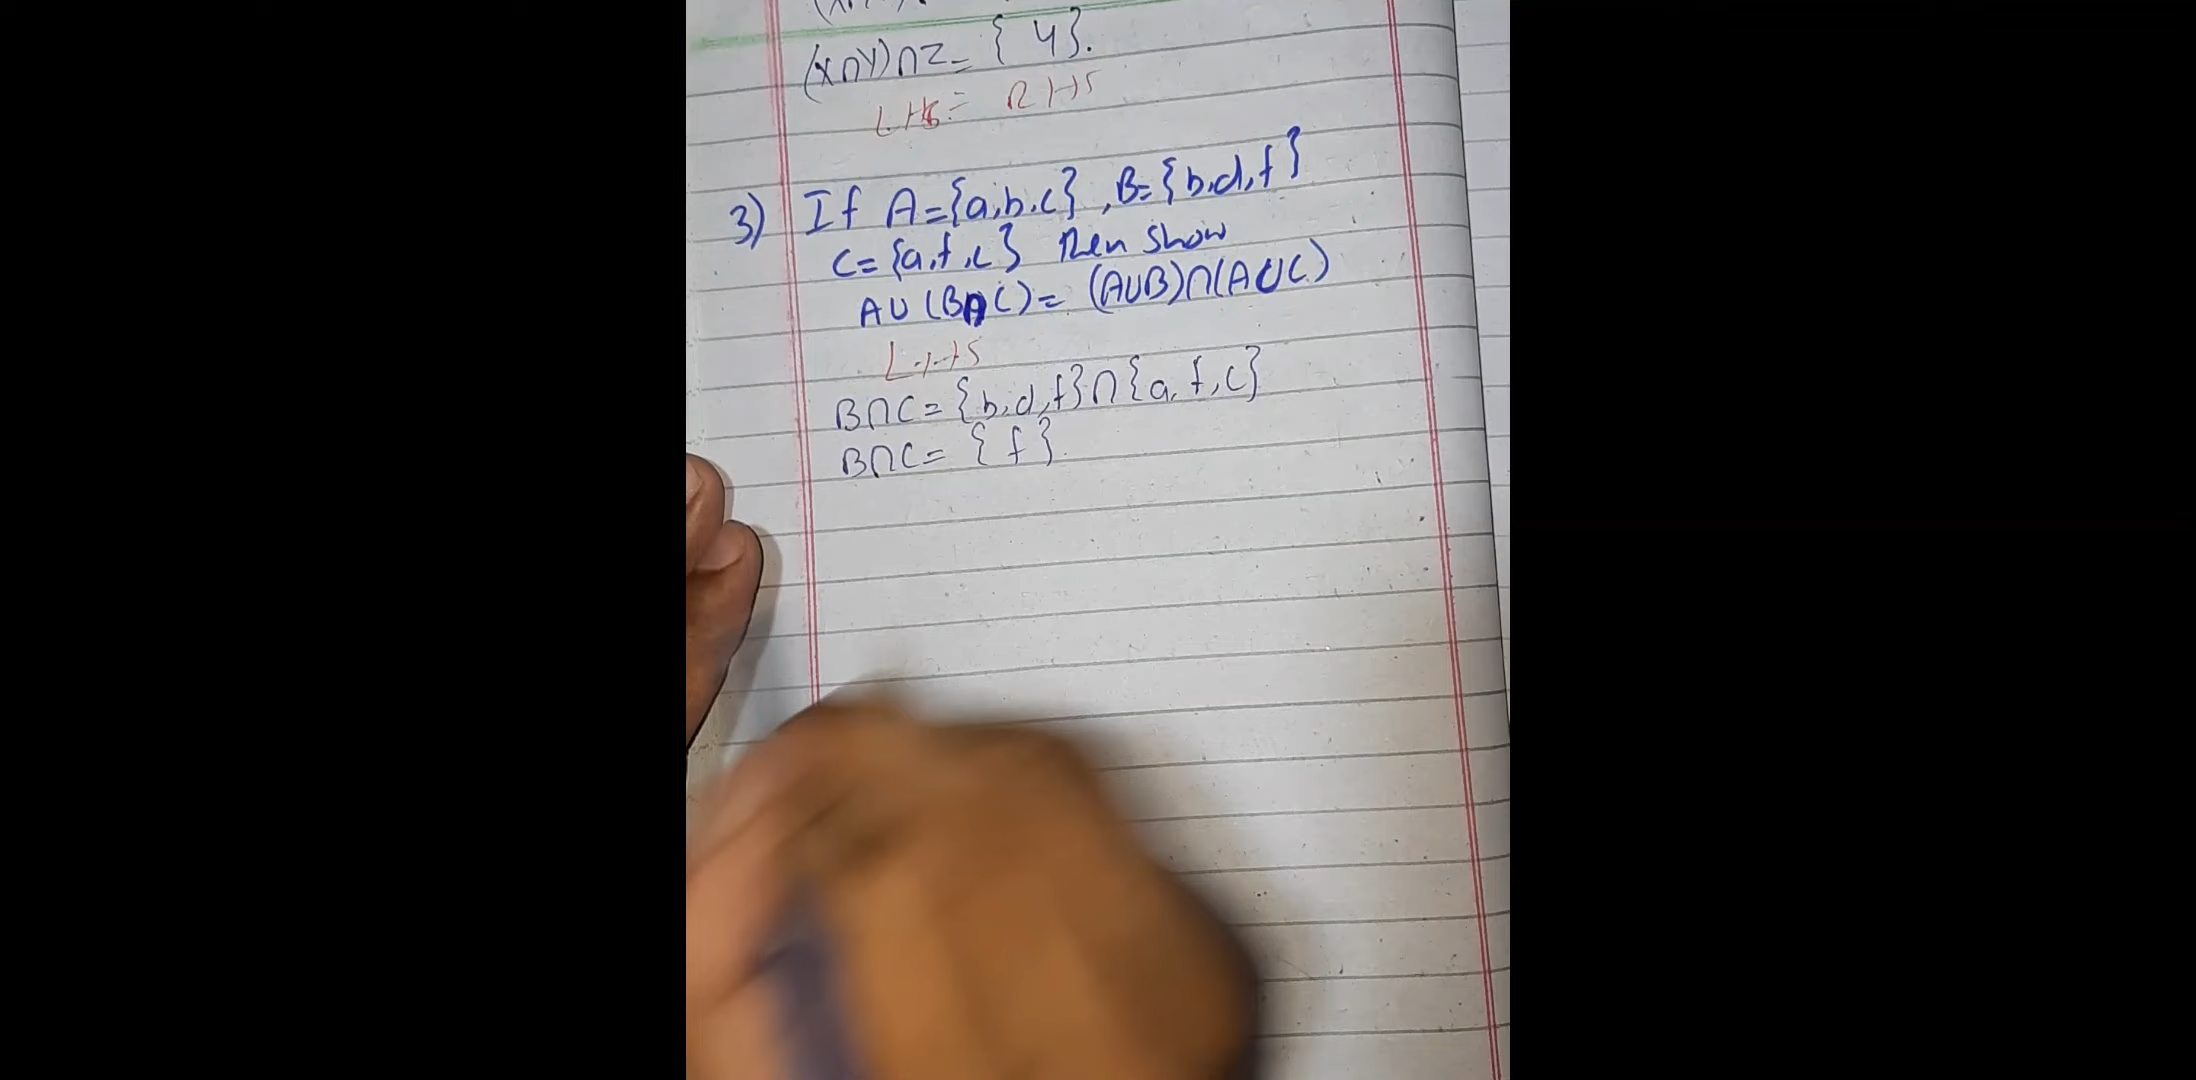 (X∩Y)∩Z= { 4}.
LHS= RHS
3) If A={a,b,c} ,B={b,d,f}
C={a,f,c} then show
A∪(B∩C)= (A∪B)∩(A∪C)
LHS
B∩C={b,d,f}∩{a,f,c}
B∩C= {f}.